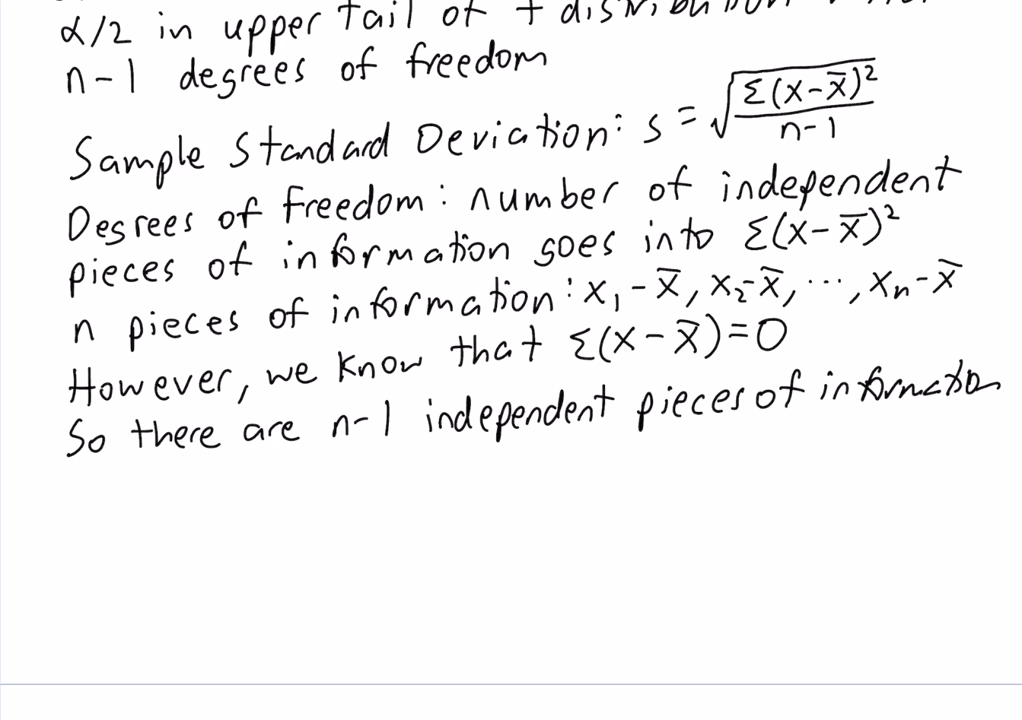 α/2 in upper tail of t distribution
n-1 degrees of freedom
Sample Standard Deviation: s = √(Σ(x-x̄)²/(n-1))
Degrees of Freedom: number of independent
pieces of information goes into Σ(x-x̄)²
n pieces of information: x₁-x̄, x₂-x̄, ..., xₙ-x̄
However, we know that Σ(x-x̄)=0
So there are n-1 independent pieces of information